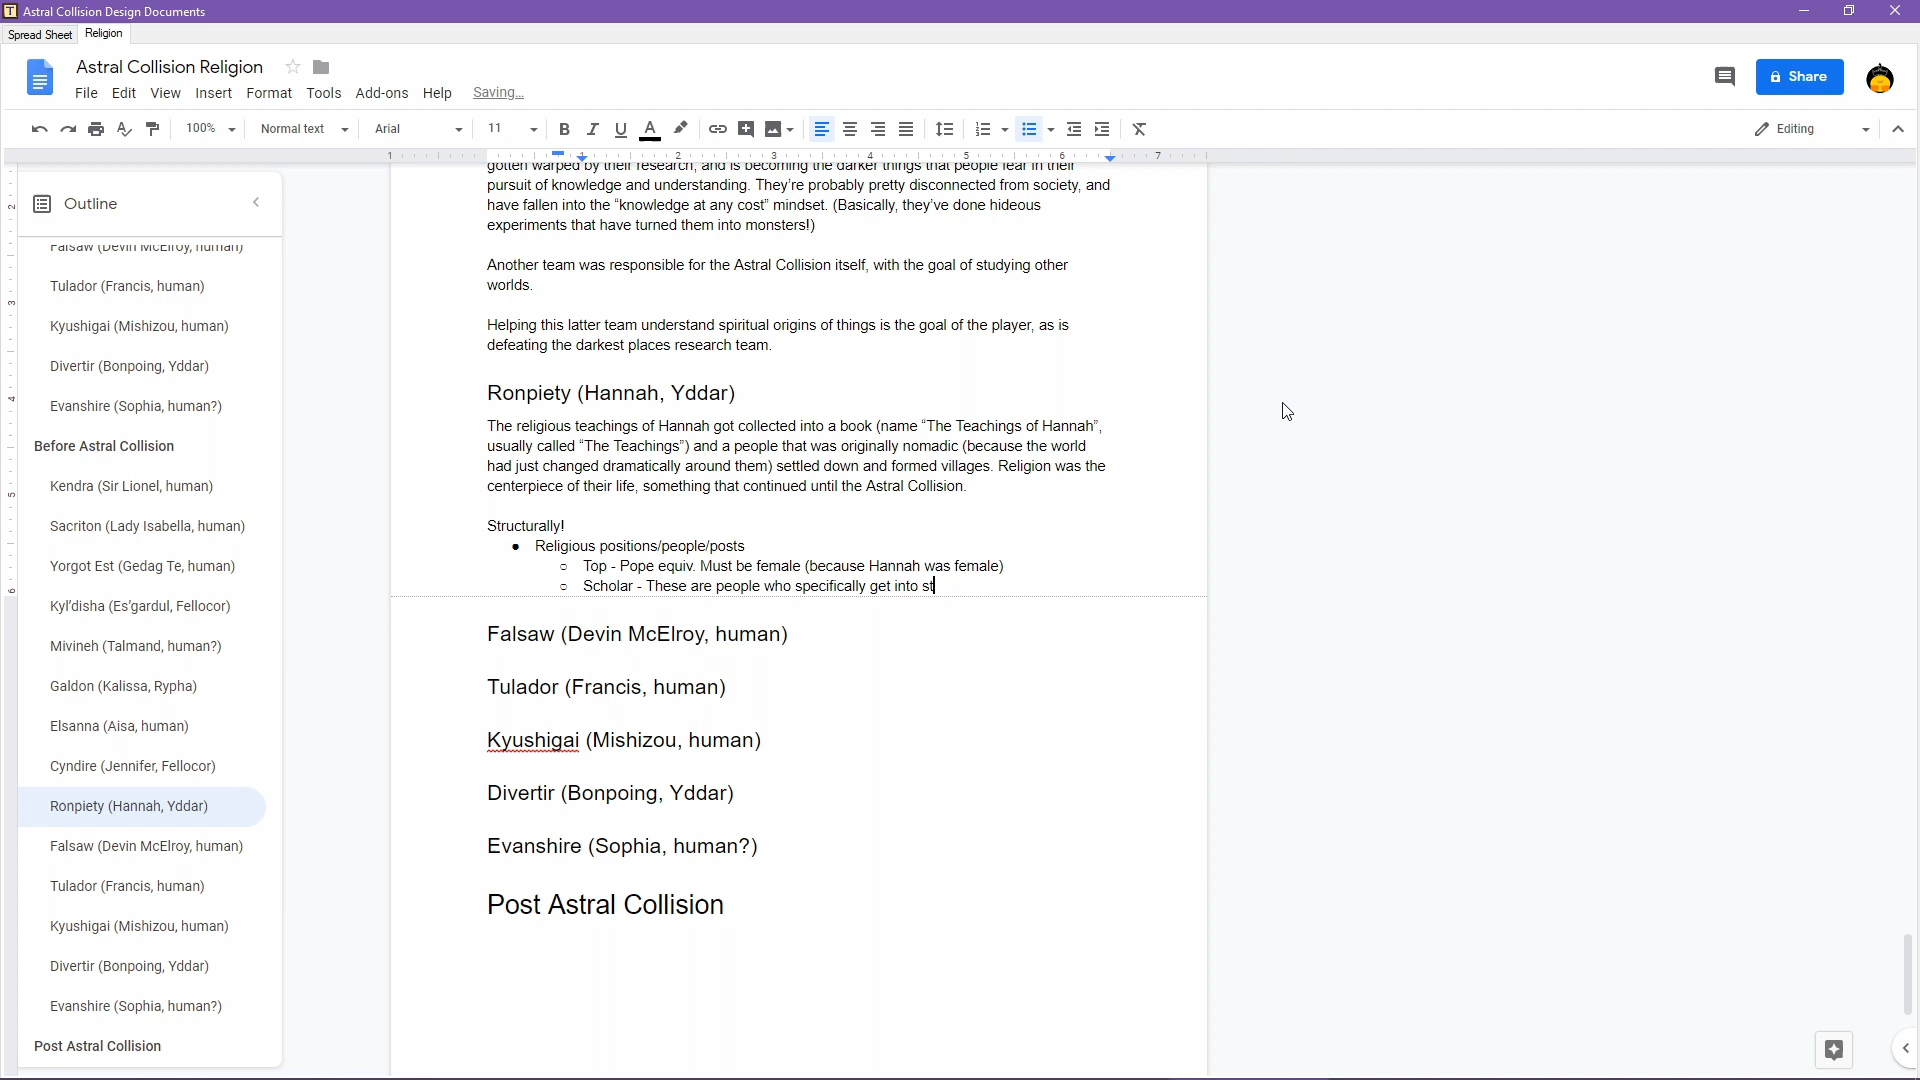 Astral Collision Design Documents
Spread Sheet
Religion
Astral Collision Religion
File Edit View Insert Format Tools Add-ons Help Saving...
Share
100% Normal text Arial 11
Editing
1 1 2 3 4 5 6 7
Outline
Falsaw (Devin McElroy, human)
Tulador (Francis, human)
Kyushigai (Mishizou, human)
Divertir (Bonpoing, Yddar)
Evanshire (Sophia, human?)
Before Astral Collision
Kendra (Sir Lionel, human)
Sacriton (Lady Isabella, human)
Yorgot Est (Gedag Te, human)
Kyl'disha (Es'gardul, Fellocor)
Mivineh (Talmand, human?)
Galdon (Kalissa, Rypha)
Elsanna (Aisa, human)
Cyndire (Jennifer, Fellocor)
Ronpiety (Hannah, Yddar)
Falsaw (Devin McElroy, human)
Tulador (Francis, human)
Kyushigai (Mishizou, human)
Divertir (Bonpoing, Yddar)
Evanshire (Sophia, human?)
Post Astral Collision
2
3
4
5
6
gotten warped by their research, and is becoming the darker things that people fear in their
pursuit of knowledge and understanding. They're probably pretty disconnected from society, and
have fallen into the “knowledge at any cost” mindset. (Basically, they've done hideous
experiments that have turned them into monsters!)
Another team was responsible for the Astral Collision itself, with the goal of studying other
worlds.
Helping this latter team understand spiritual origins of things is the goal of the player, as is
defeating the darkest places research team.
Ronpiety (Hannah, Yddar)
The religious teachings of Hannah got collected into a book (name “The Teachings of Hannah”,
usually called “The Teachings”) and a people that was originally nomadic (because the world
had just changed dramatically around them) settled down and formed villages. Religion was the
centerpiece of their life, something that continued until the Astral Collision.
Structurally!
● Religious positions/people/posts
○ Top - Pope equiv. Must be female (because Hannah was female)
○ Scholar - These are people who specifically get into st
Falsaw (Devin McElroy, human)
Tulador (Francis, human)
Kyushigai (Mishizou, human)
Divertir (Bonpoing, Yddar)
Evanshire (Sophia, human?)
Post Astral Collision